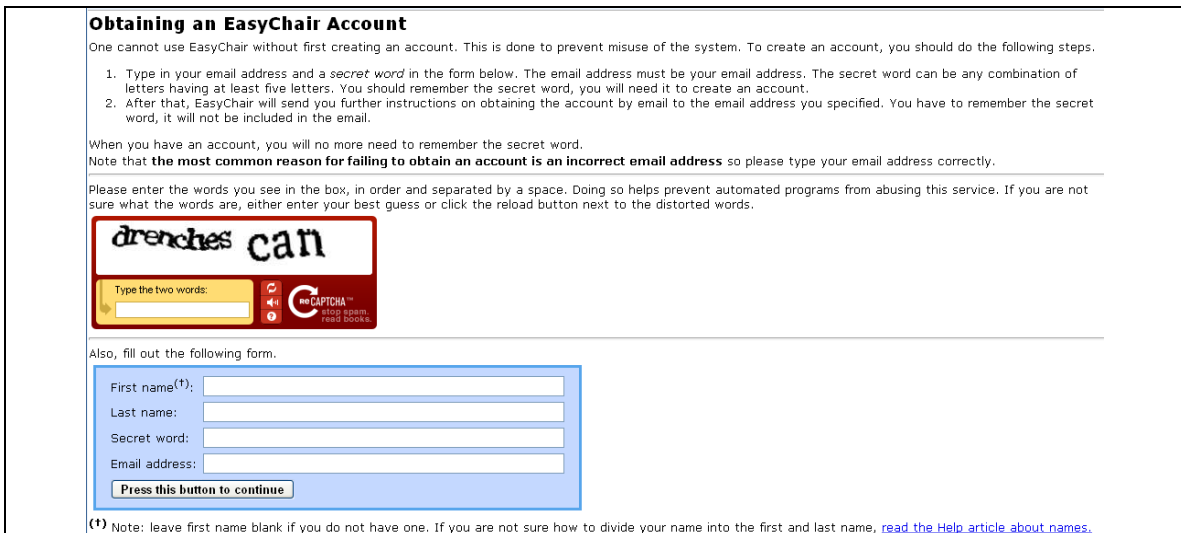 Obtaining an EasyChair Account
One cannot use EasyChair without first creating an account. This is done to prevent misuse of the system. To create an account, you should do the following steps.
1. Type in your email address and a secret word in the form below. The email address must be your email address. The secret word can be any combination of
letters having at least five letters. You should remember the secret word, you will need it to create an account.
2. After that, EasyChair will send you further instructions on obtaining the account by email to the email address you specified. You have to remember the secret
word, it will not be included in the email.
When you have an account, you will no more need to remember the secret word.
Note that the most common reason for failing to obtain an account is an incorrect email address so please type your email address correctly.
Please enter the words you see in the box, in order and separated by a space. Doing so helps prevent automated programs from abusing this service. If you are not
sure what the words are, either enter your best guess or click the reload button next to the distorted words.
drenches can
Type the two words:
ReCAPTCHA™
stop spam.
read books.
Also, fill out the following form.
First name(†):
Last name:
Secret word:
Email address:
Press this button to continue
(†) Note: leave first name blank if you do not have one. If you are not sure how to divide your name into the first and last name, read the Help article about names.